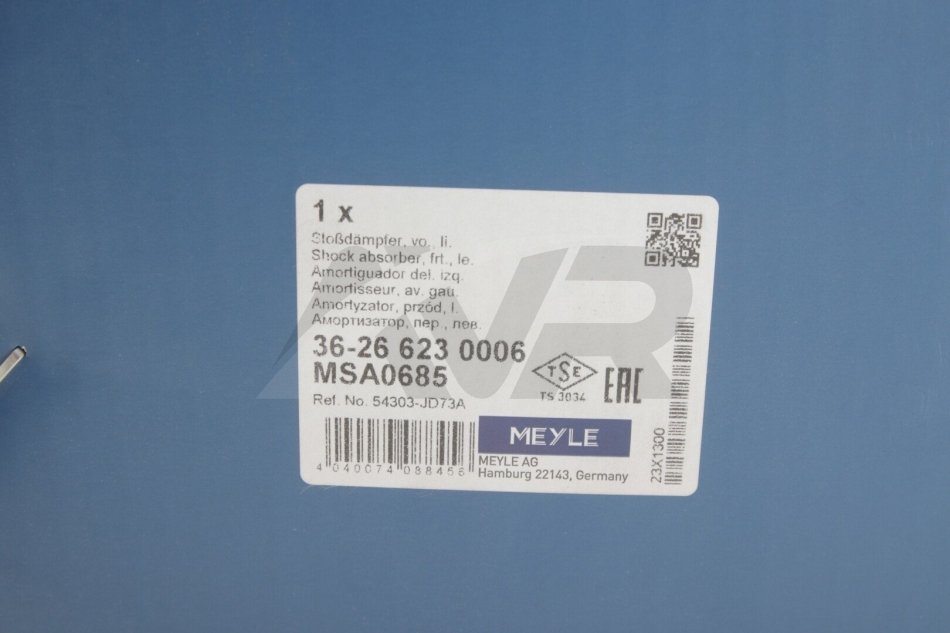 1 x
Stoßdämpfer, vo., li.
Shock absorber, frt., le.
Amortiguador del. izq.
Amortisseur, av. gau.
Amortyzator, przód, l.
Амортизатор, пер., лев.
36-26 623 0006
MSA0685
TSE
TS 3034
EAC
Ref. No. 54303-JD73A
MEYLE
MEYLE AG
Hamburg 22143, Germany
4 040074 088456
23X1300
AVR